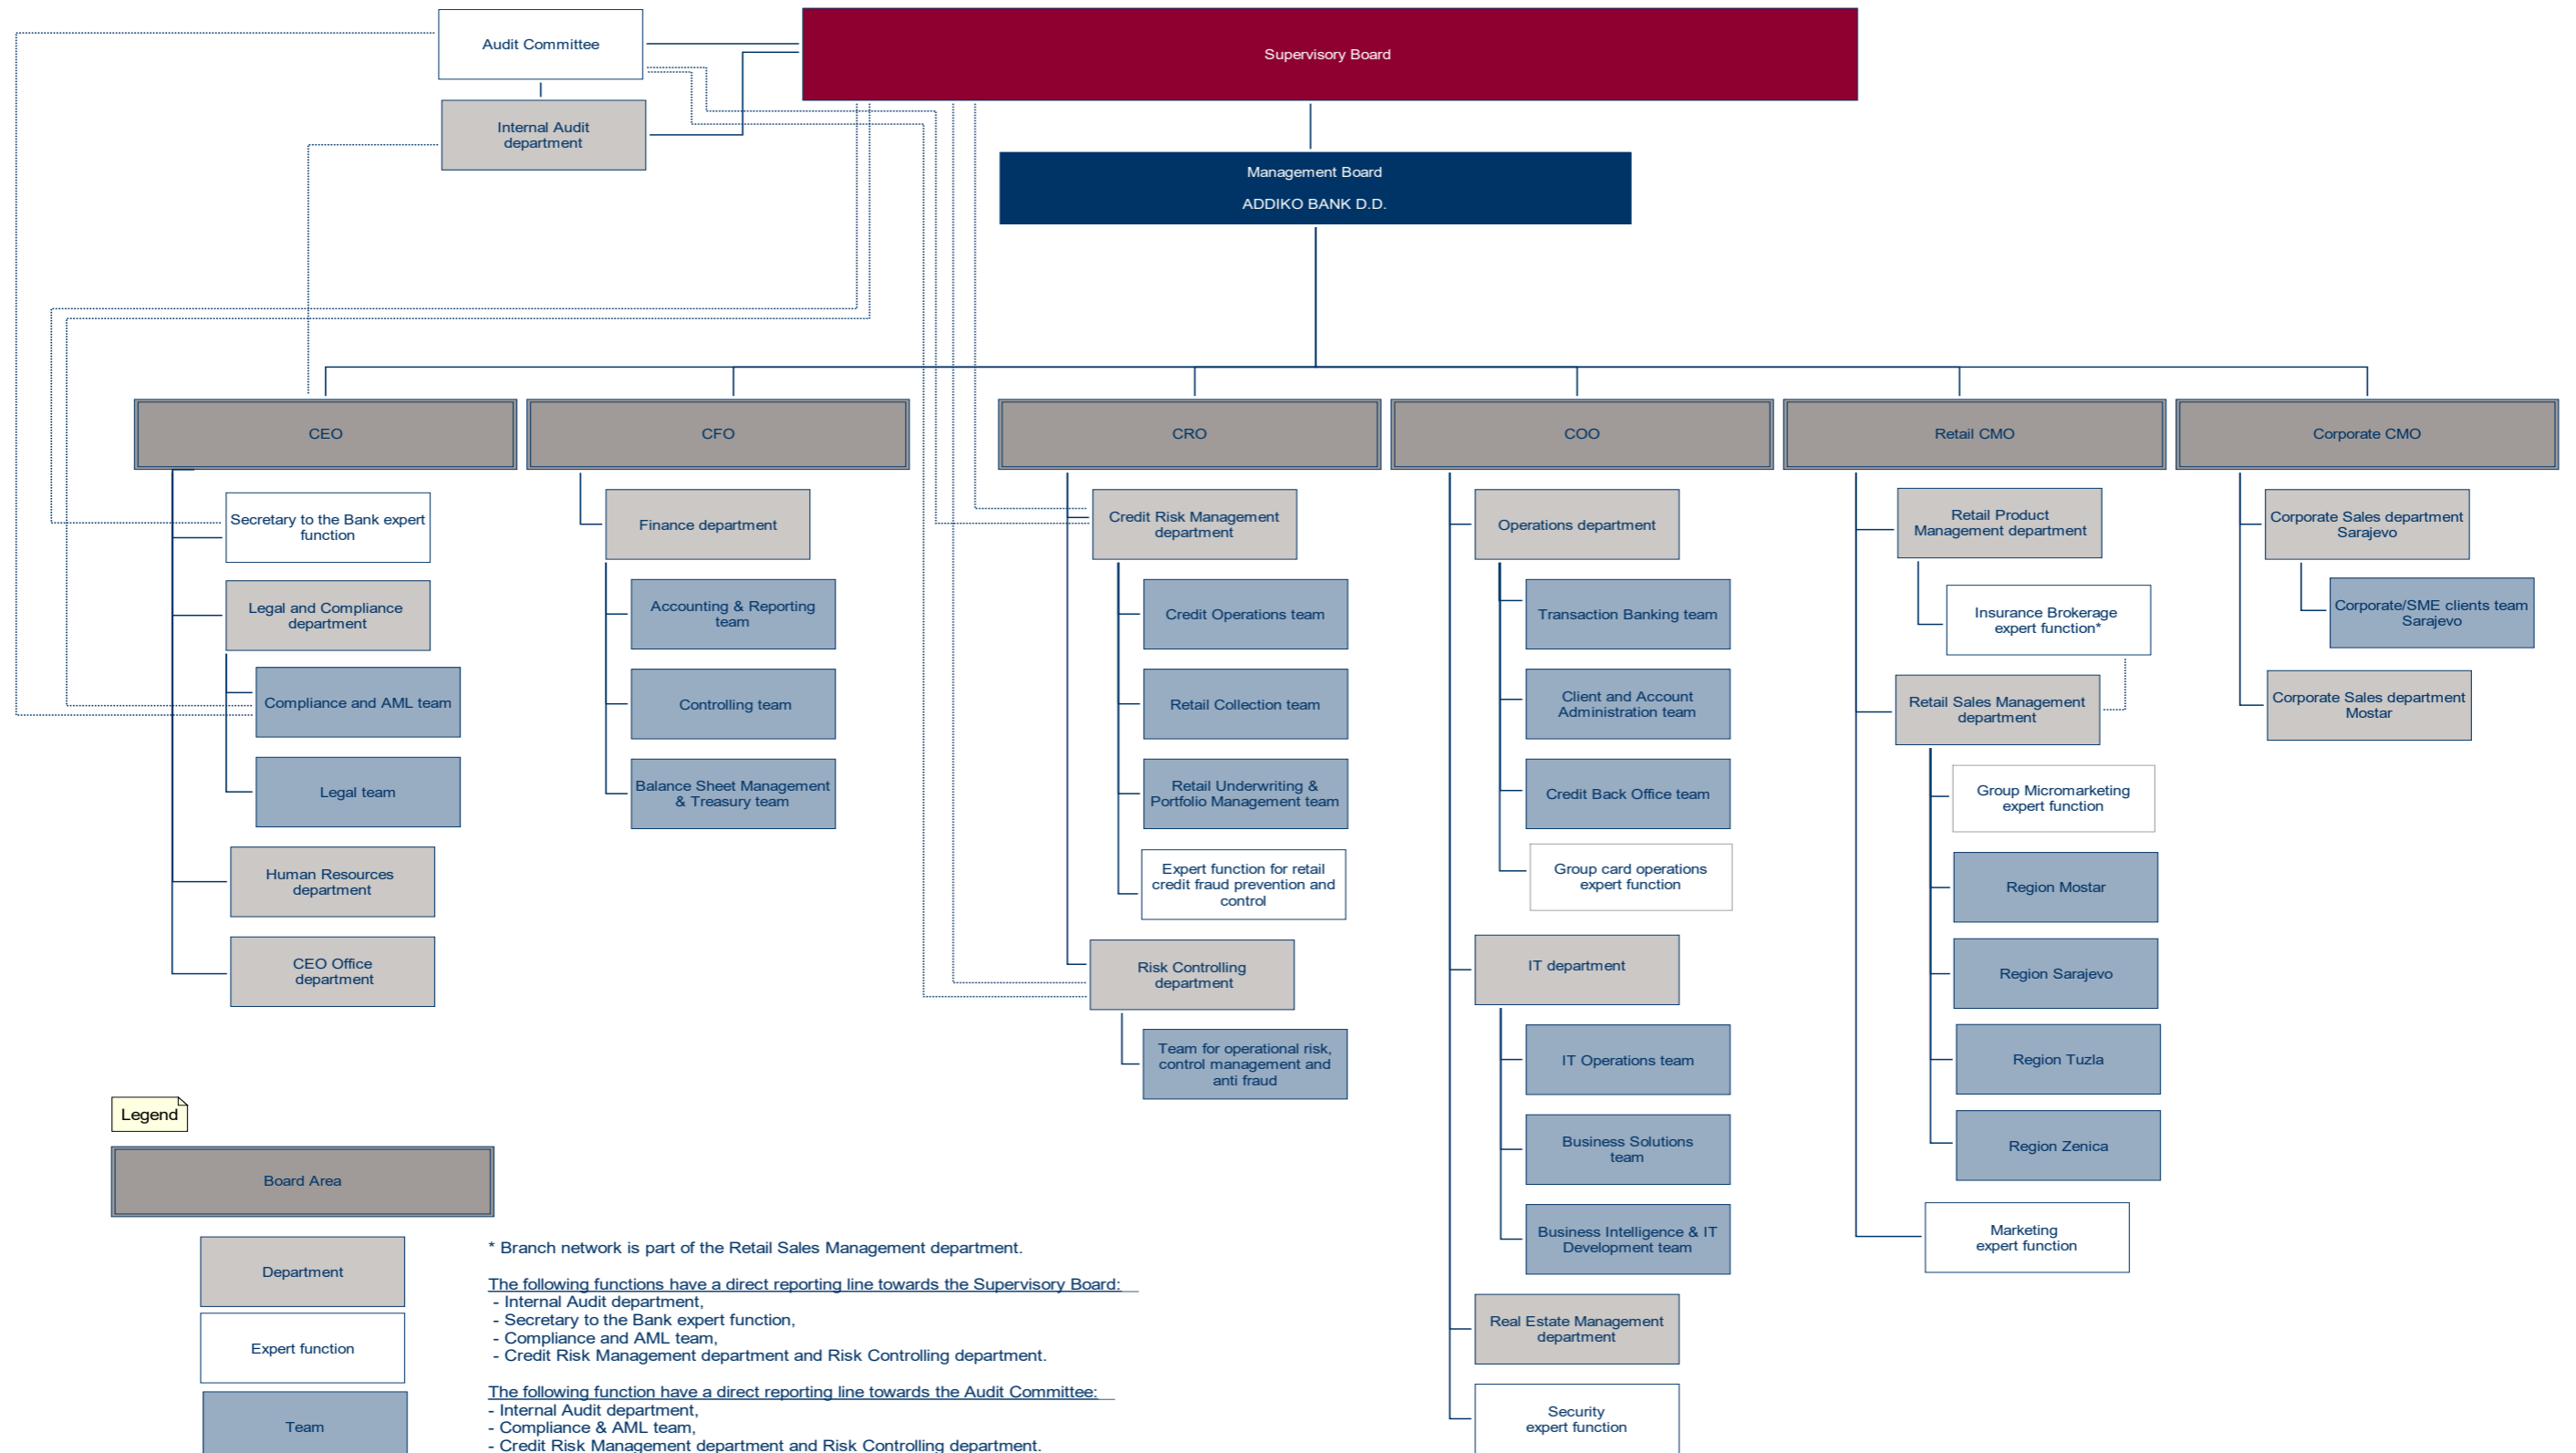 Audit Committee
Supervisory Board
Internal Audit
department
Management Board
ADDIKO BANK D.D.
CEO
CFO
CRO
COO
Retail CMO
Corporate CMO
Secretary to the Bank expert
function
Legal and Compliance
department
Compliance and AML team
Legal team
Human Resources
department
CEO Office
department
Finance department
Accounting & Reporting
team
Controlling team
Balance Sheet Management
& Treasury team
Credit Risk Management
department
Credit Operations team
Retail Collection team
Retail Underwriting &
Portfolio Management team
Expert function for retail
credit fraud prevention and
control
Risk Controlling
department
Team for operational risk,
control management and
anti fraud
Operations department
Transaction Banking team
Client and Account
Administration team
Credit Back Office team
Group card operations
expert function
IT department
IT Operations team
Business Solutions
team
Business Intelligence & IT
Development team
Real Estate Management
department
Security
expert function
Retail Product
Management department
Insurance Brokerage
expert function*
Retail Sales Management
department
Group Micromarketing
expert function
Region Mostar
Region Sarajevo
Region Tuzla
Region Zenica
Marketing
expert function
Corporate Sales department
Sarajevo
Corporate/SME clients team
Sarajevo
Corporate Sales department
Mostar
Legend
Board Area
Department
Expert function
Team
* Branch network is part of the Retail Sales Management department.
The following functions have a direct reporting line towards the Supervisory Board:
- Internal Audit department,
- Secretary to the Bank expert function,
- Compliance and AML team,
- Credit Risk Management department and Risk Controlling department.
The following function have a direct reporting line towards the Audit Committee:
- Internal Audit department,
- Compliance & AML team,
- Credit Risk Management department and Risk Controlling department.